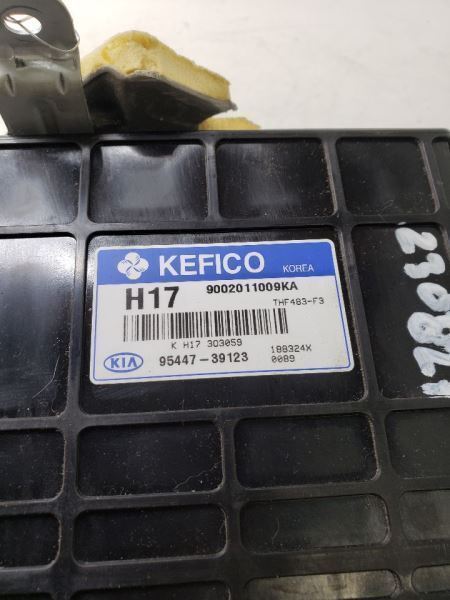 KEFICO KOREA
H17 9002011009KA
THF483-F3
K H17 303059
KIA 95447-39123 188324X
0089